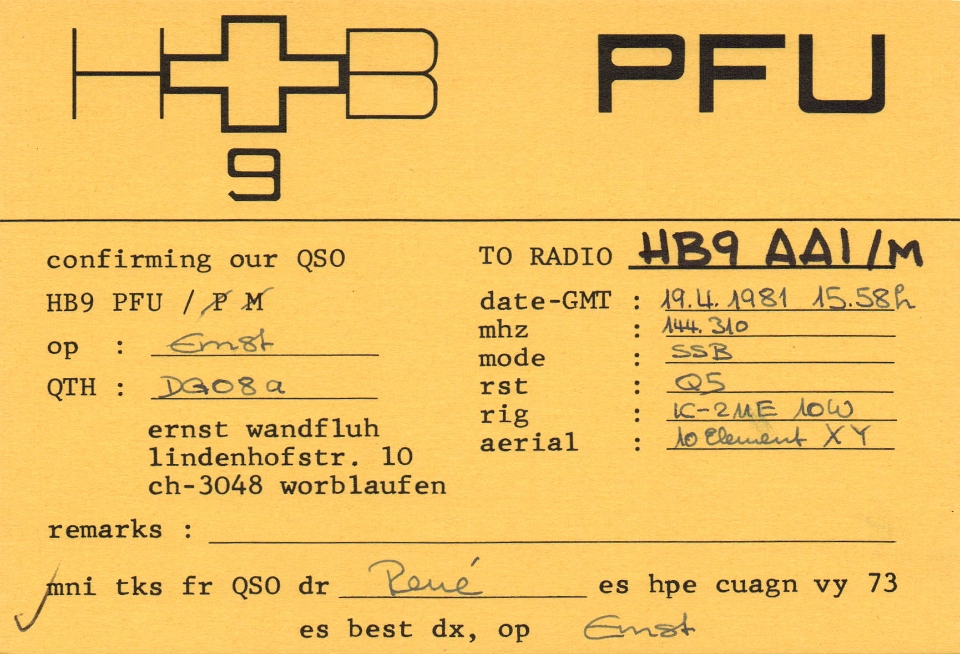 HB PFU
9
confirming our QSO
TO RADIO HB9 AA1/M
HB9 PFU / P M
date-GMT : 19.4.1981 15.58h
mhz : 144.310
op : Ernst
mode : SSB
QTH : DG08a
rst : Q5
rig : IC-211E 10W
ernst wandfluh
aerial : 10 Element X Y
lindenhofstr. 10
ch-3048 worblaufen
remarks :
mni tks fr QSO dr René es hpe cuagn vy 73
es best dx, op Ernst